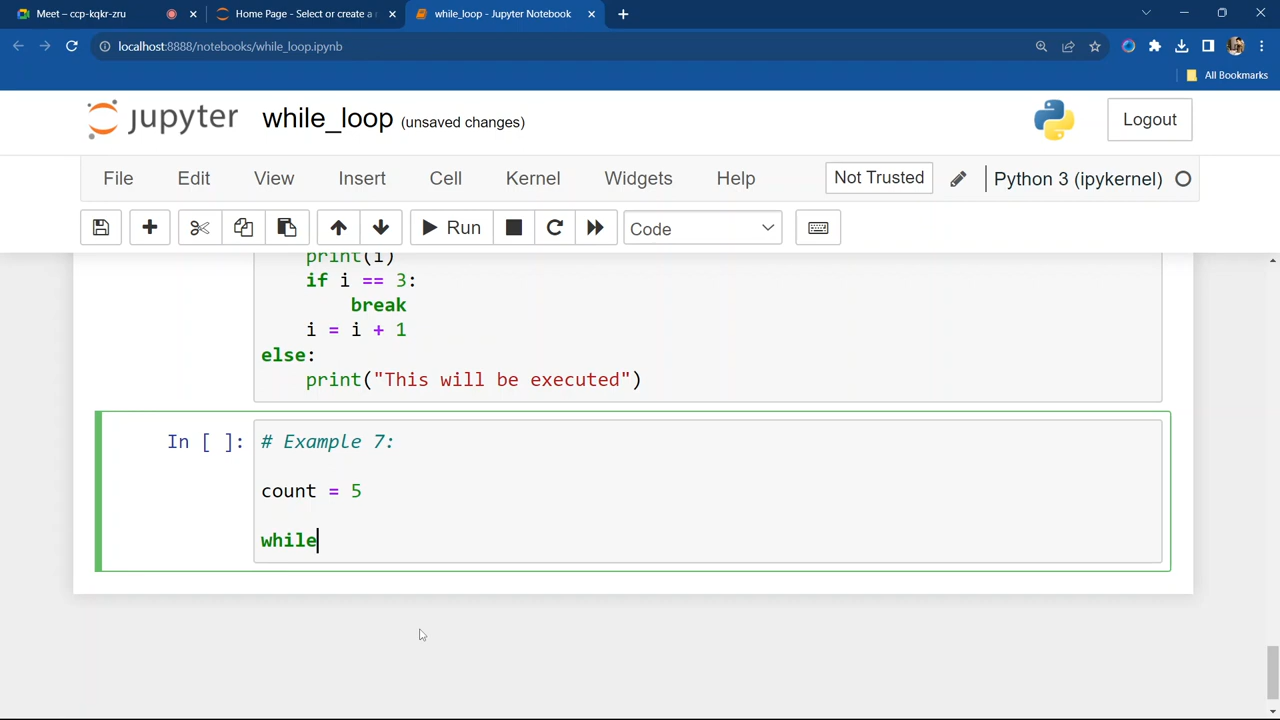 Meet – ccp-kqkr-zru
Home Page - Select or create a
while_loop - Jupyter Notebook
localhost:8888/notebooks/while_loop.ipynb
All Bookmarks
jupyter while_loop (unsaved changes)
Logout
File Edit View Insert Cell Kernel Widgets Help
Not Trusted
Python 3 (ipykernel)
Run
Code
print(i)
if i == 3:
break
i = i + 1
else:
print("This will be executed")
In [ ]: # Example 7:
count = 5
while